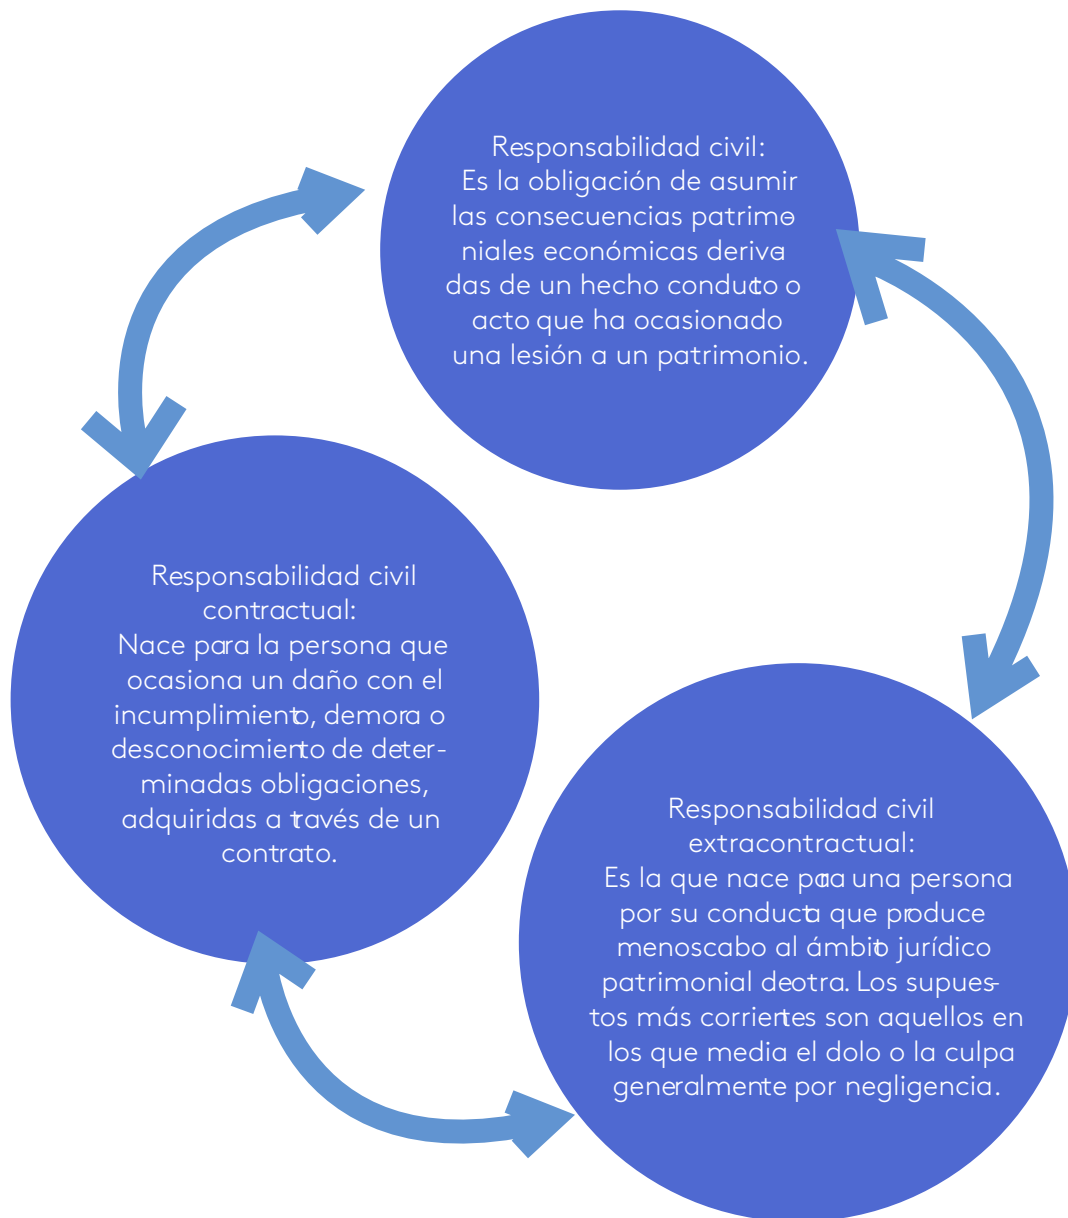 Responsabilidad civil:
Es la obligación de asumir
las consecuencias patrimo-
niales económicas deriva-
das de un hecho conducto o
acto que ha ocasionado
una lesión a un patrimonio.
Responsabilidad civil
contractual:
Nace para la persona que
ocasiona un daño con el
incumplimiento, demora o
desconocimiento de deter-
minadas obligaciones,
adquiridas a través de un
contrato.
Responsabilidad civil
extracontractual:
Es la que nace para una persona
por su conducta que produce
menoscabo al ámbito jurídico
patrimonial de otra. Los supues-
tos más corrientes son aquellos en
los que media el dolo o la culpa
generalmente por negligencia.